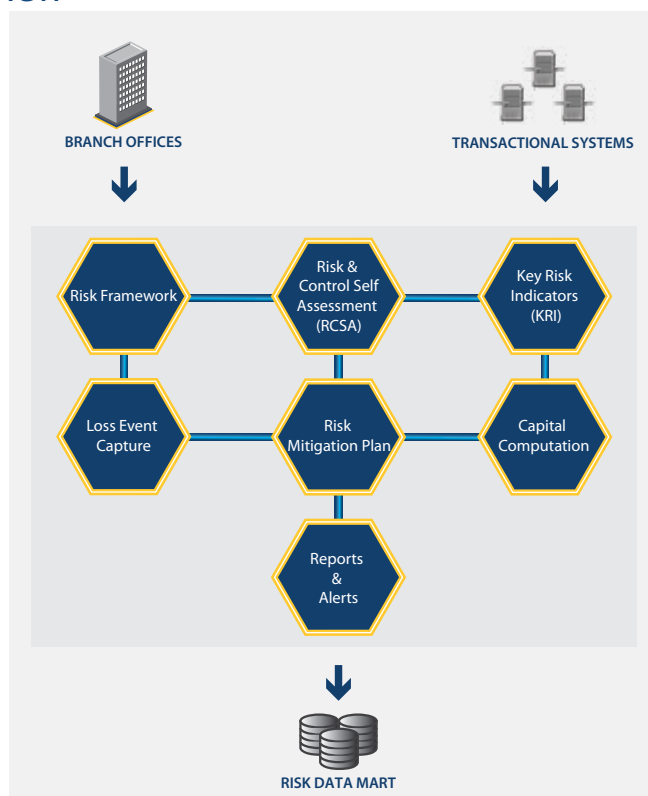 BRANCH OFFICES
TRANSACTIONAL SYSTEMS
Risk Framework
Risk &
Control Self
Assessment
(RCSA)
Key Risk
Indicators
(KRI)
Loss Event
Capture
Risk
Mitigation Plan
Capital
Computation
Reports
&
Alerts
RISK DATA MART